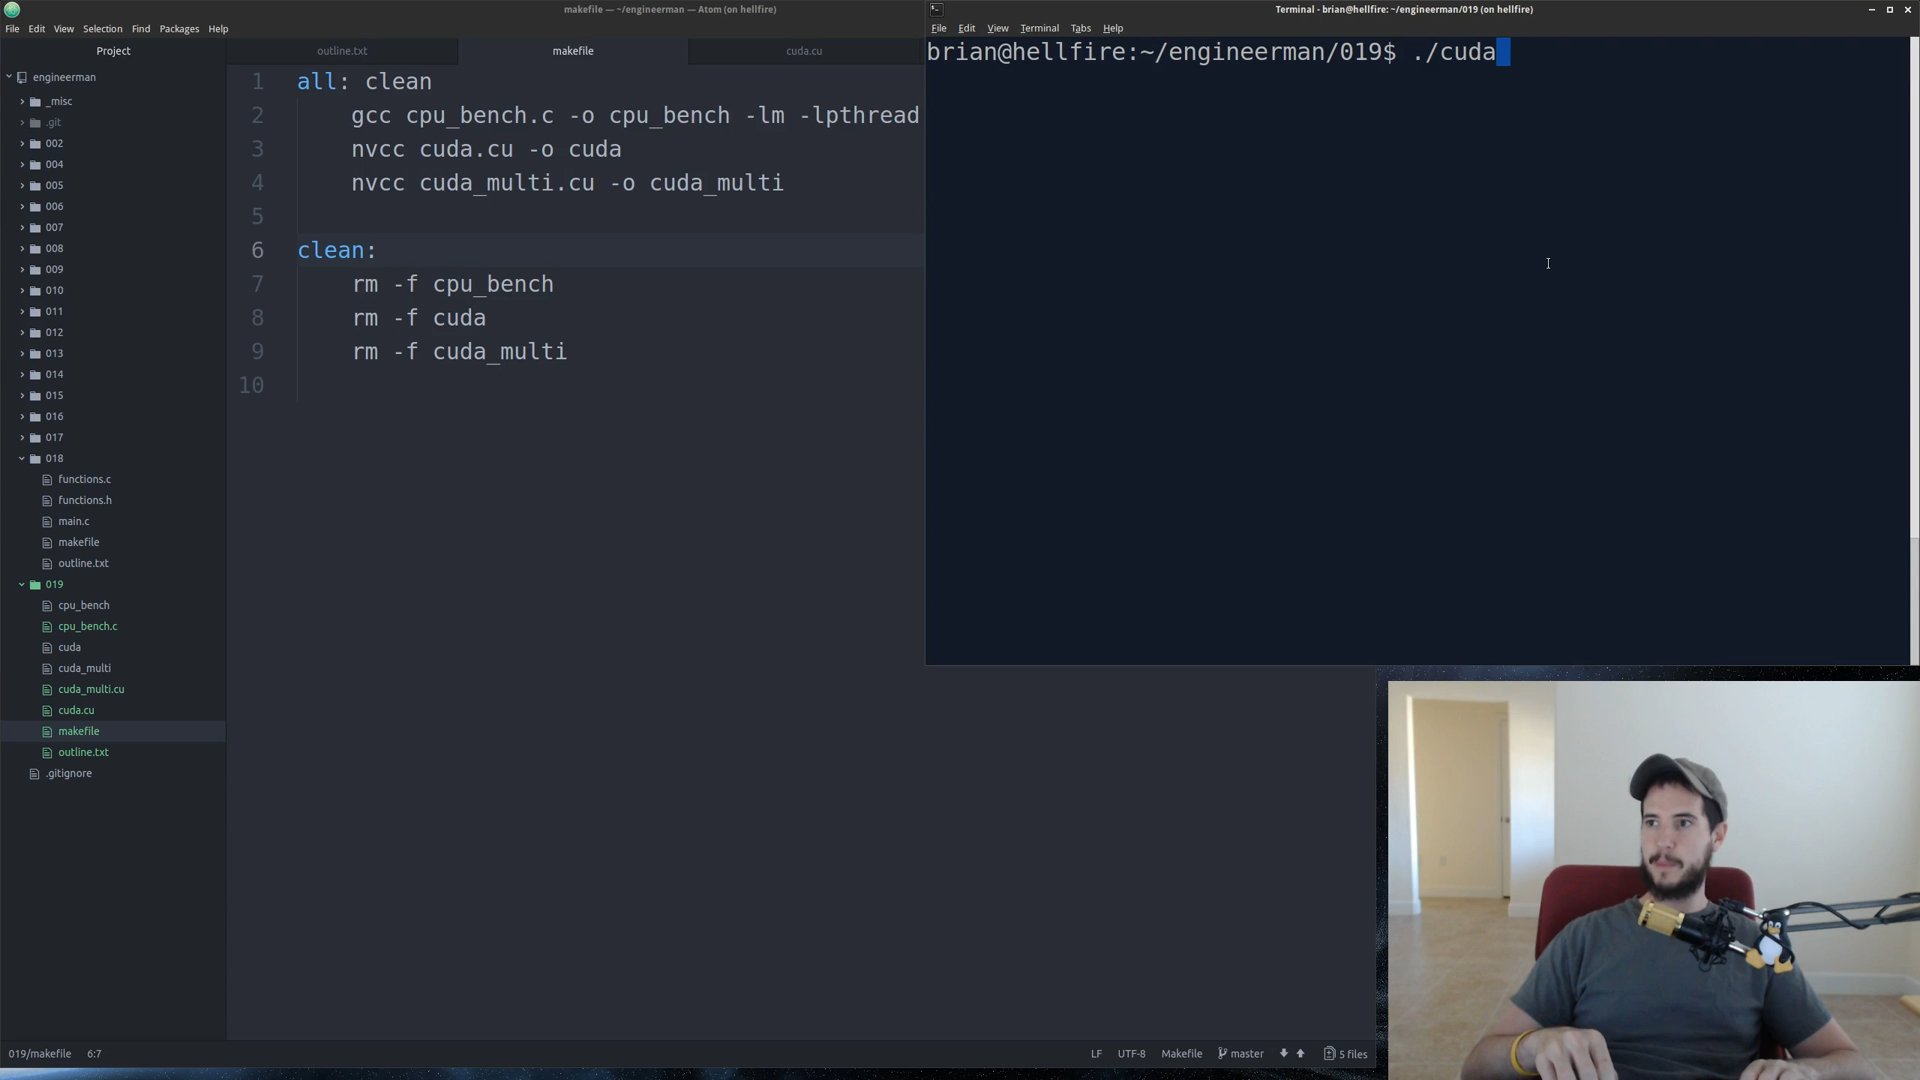 makefile — ~/engineerman — Atom (on hellfire)
File Edit View Selection Find Packages Help
Project
outline.txt
makefile
cuda.cu
engineerman
_misc
.git
002
004
005
006
007
008
009
010
011
012
013
014
015
016
017
018
functions.c
functions.h
main.c
makefile
outline.txt
019
cpu_bench
cpu_bench.c
cuda
cuda_multi
cuda_multi.cu
cuda.cu
makefile
outline.txt
.gitignore
1 all: clean
2 gcc cpu_bench.c -o cpu_bench -lm -lpthread
3 nvcc cuda.cu -o cuda
4 nvcc cuda_multi.cu -o cuda_multi
5
6 clean:
7 rm -f cpu_bench
8 rm -f cuda
9 rm -f cuda_multi
10
019/makefile 6:7
LF UTF-8 Makefile master 5 files
Terminal - brian@hellfire: ~/engineerman/019 (on hellfire)
File Edit View Terminal Tabs Help
brian@hellfire:~/engineerman/019$ ./cuda